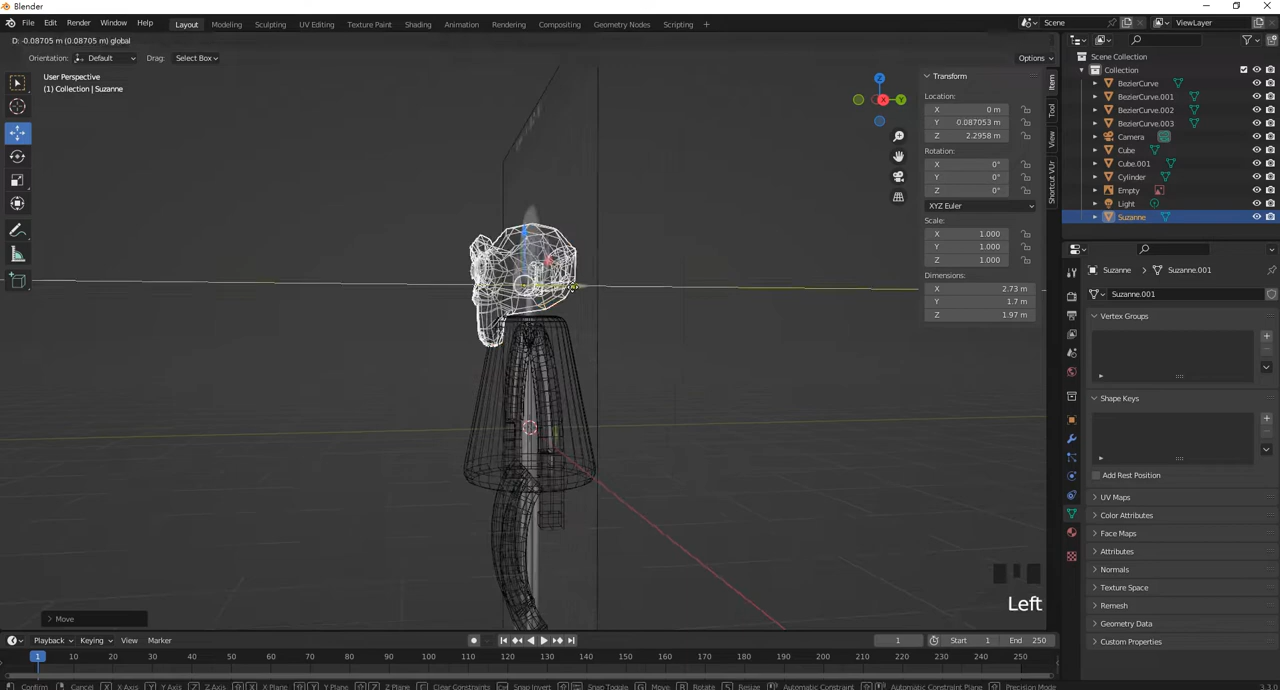 Blender
File Edit Render Window Help Layout Modeling Sculpting UV Editing Texture Paint Shading Animation Rendering Compositing Geometry Nodes Scripting + Scene ViewLayer
D: -0.08705 m (0.08705 m) global
Orientation: Default Drag: Select Box Options
User Perspective
(1) Collection | Suzanne
Z
X
Y
Transform
Location:
X 0 m
Y 0.087053 m
Z 2.2958 m
Rotation:
X 0°
Y 0°
Z 0°
XYZ Euler
Scale:
X 1.000
Y 1.000
Z 1.000
Dimensions:
X 2.73 m
Y 1.7 m
Z 1.97 m
Item
Tool
View
Shortcut VUr
Scene Collection
Collection
BezierCurve
BezierCurve.001
BezierCurve.002
BezierCurve.003
Camera
Cube
Cube.001
Cylinder
Empty
Light
Suzanne
Suzanne Suzanne.001
Suzanne.001
Vertex Groups
Shape Keys
Add Rest Position
UV Maps
Color Attributes
Face Maps
Attributes
Normals
Texture Space
Remesh
Geometry Data
Custom Properties
Left
Move
Playback Keying View Marker 1 Start 1 End 250
1 10 20 30 40 50 60 70 80 90 100 110 120 130 140 150 160 170 180 190 200 210 220 230 240 250
Confirm Cancel X X Axis Y Y Axis Z Z Axis X X Plane Y Y Plane Z Z Plane C Clear Constraints Snap Invert Snap Toggle G Move R Rotate S Resize Automatic Constraint Automatic Constraint Plane Precision Mode 3.3.0